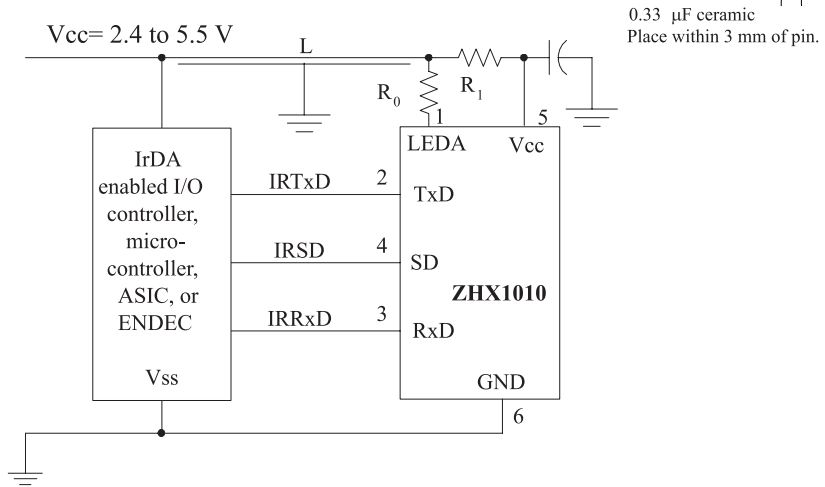 0.33 μF ceramic
Place within 3 mm of pin.
Vcc= 2.4 to 5.5 V
L
R0
R1
1
5
LEDA
Vcc
IrDA
enabled I/O
controller,
micro-
controller,
ASIC, or
ENDEC
Vss
IRTxD
2
TxD
IRSD
4
SD
ZHX1010
IRRxD
3
RxD
GND
6